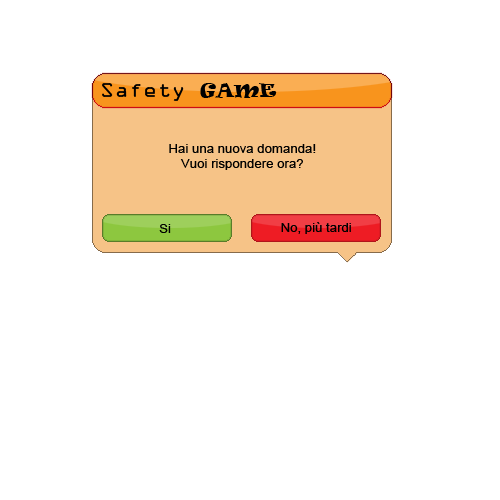 Safety GAmE
Hai una nuova domanda!
Vuoi rispondere ora?
Si
No, più tardi